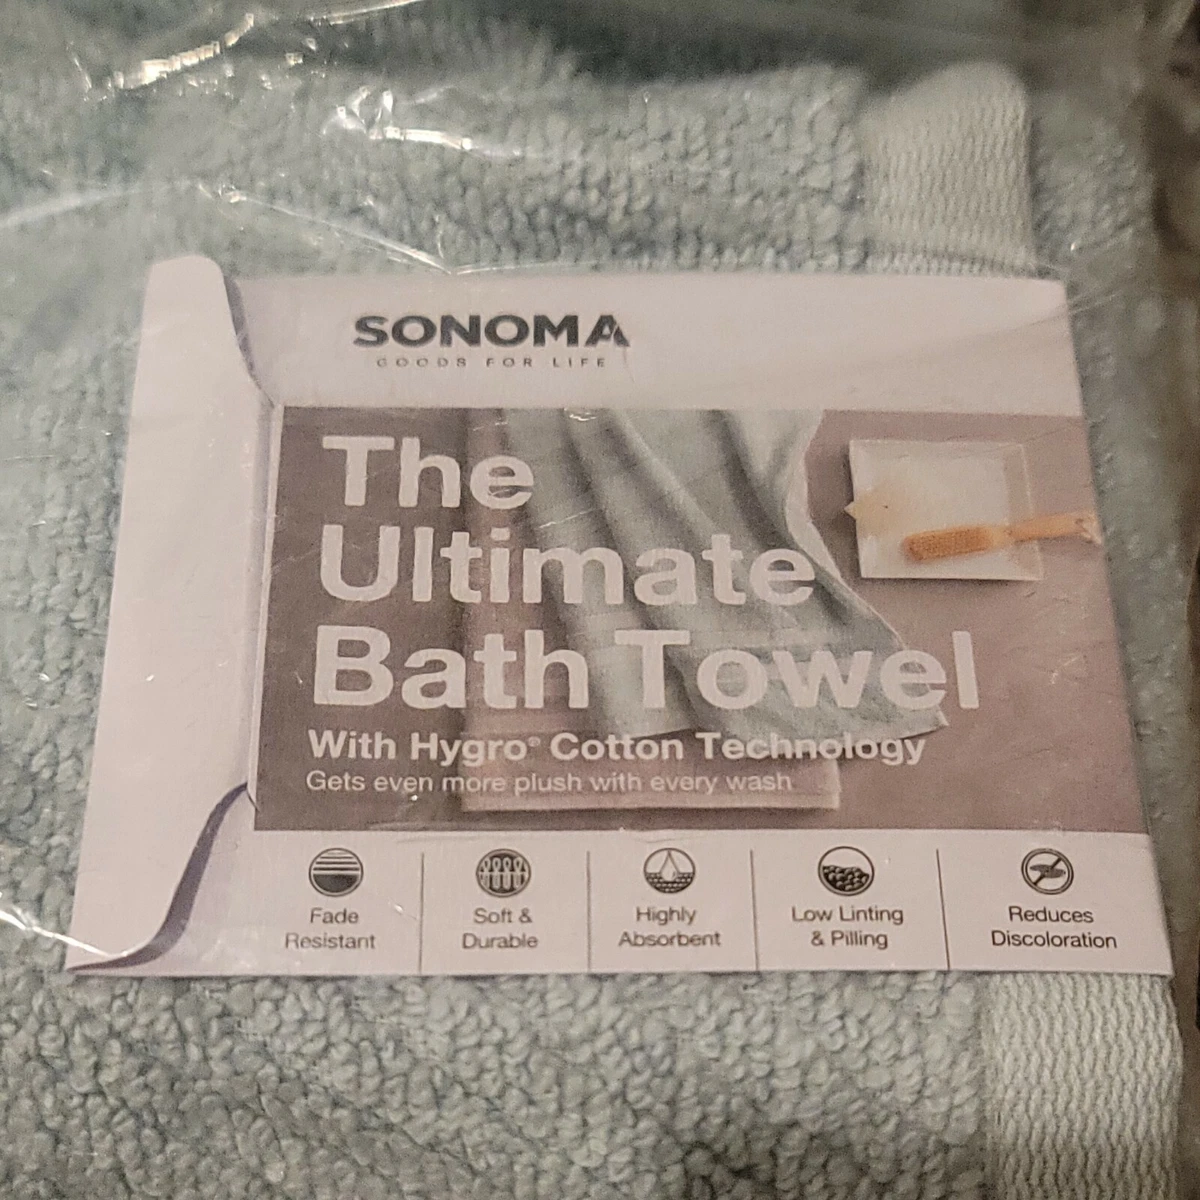 SONOMA
GOODS FOR LIFE
The
Ultimate
Bath Towel
With Hygro® Cotton Technology
Gets even more plush with every wash
Fade
Resistant
Soft &
Durable
Highly
Absorbent
Low Linting
& Pilling
Reduces
Discoloration